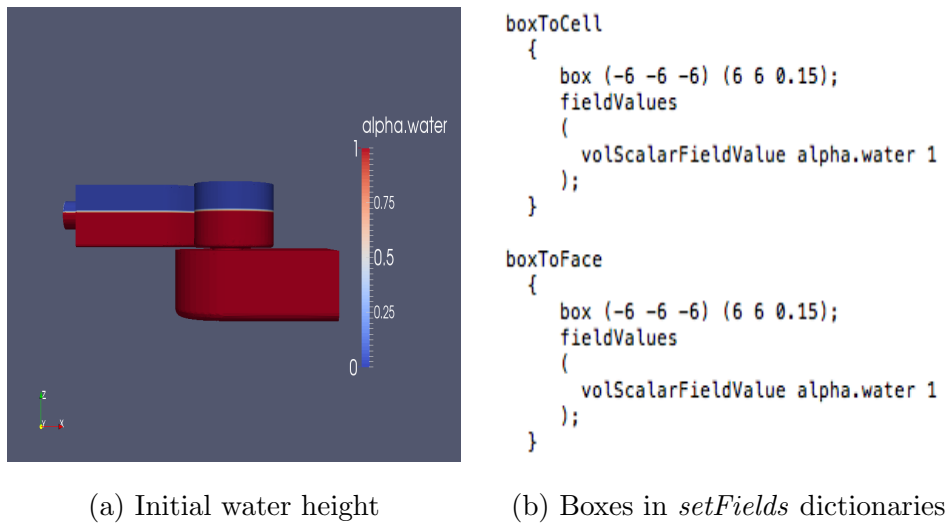 alpha.water
1
0.75
0.5
0.25
0
z
y x
boxToCell
{
box (-6 -6 -6) (6 6 0.15);
fieldValues
(
volScalarFieldValue alpha.water 1
);
}
boxToFace
{
box (-6 -6 -6) (6 6 0.15);
fieldValues
(
volScalarFieldValue alpha.water 1
);
}
(a) Initial water height
(b) Boxes in setFields dictionaries